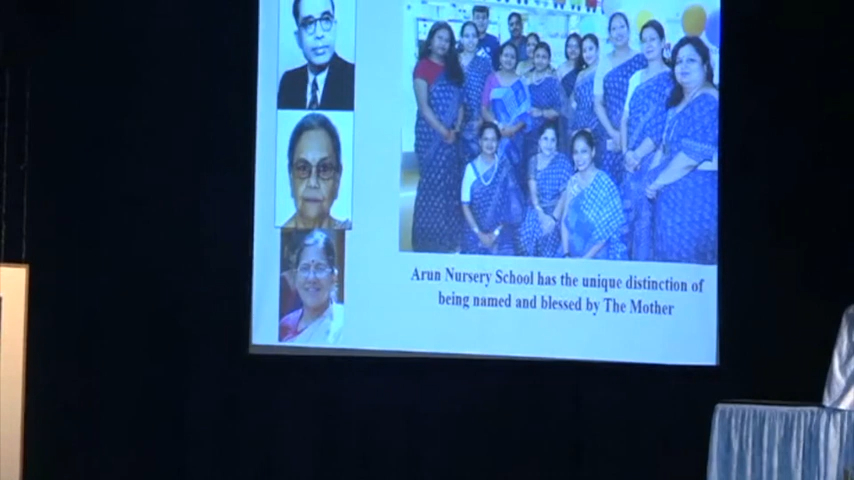 Arun Nursery School has the unique distinction of
being named and blessed by The Mother